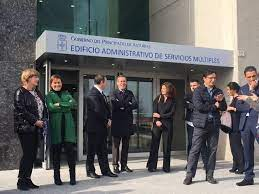 GOBIERNO DEL PRINCIPADO DE ASTURIAS
EDIFICIO ADMINISTRATIVO DE SERVICIOS MÚLTIPLES